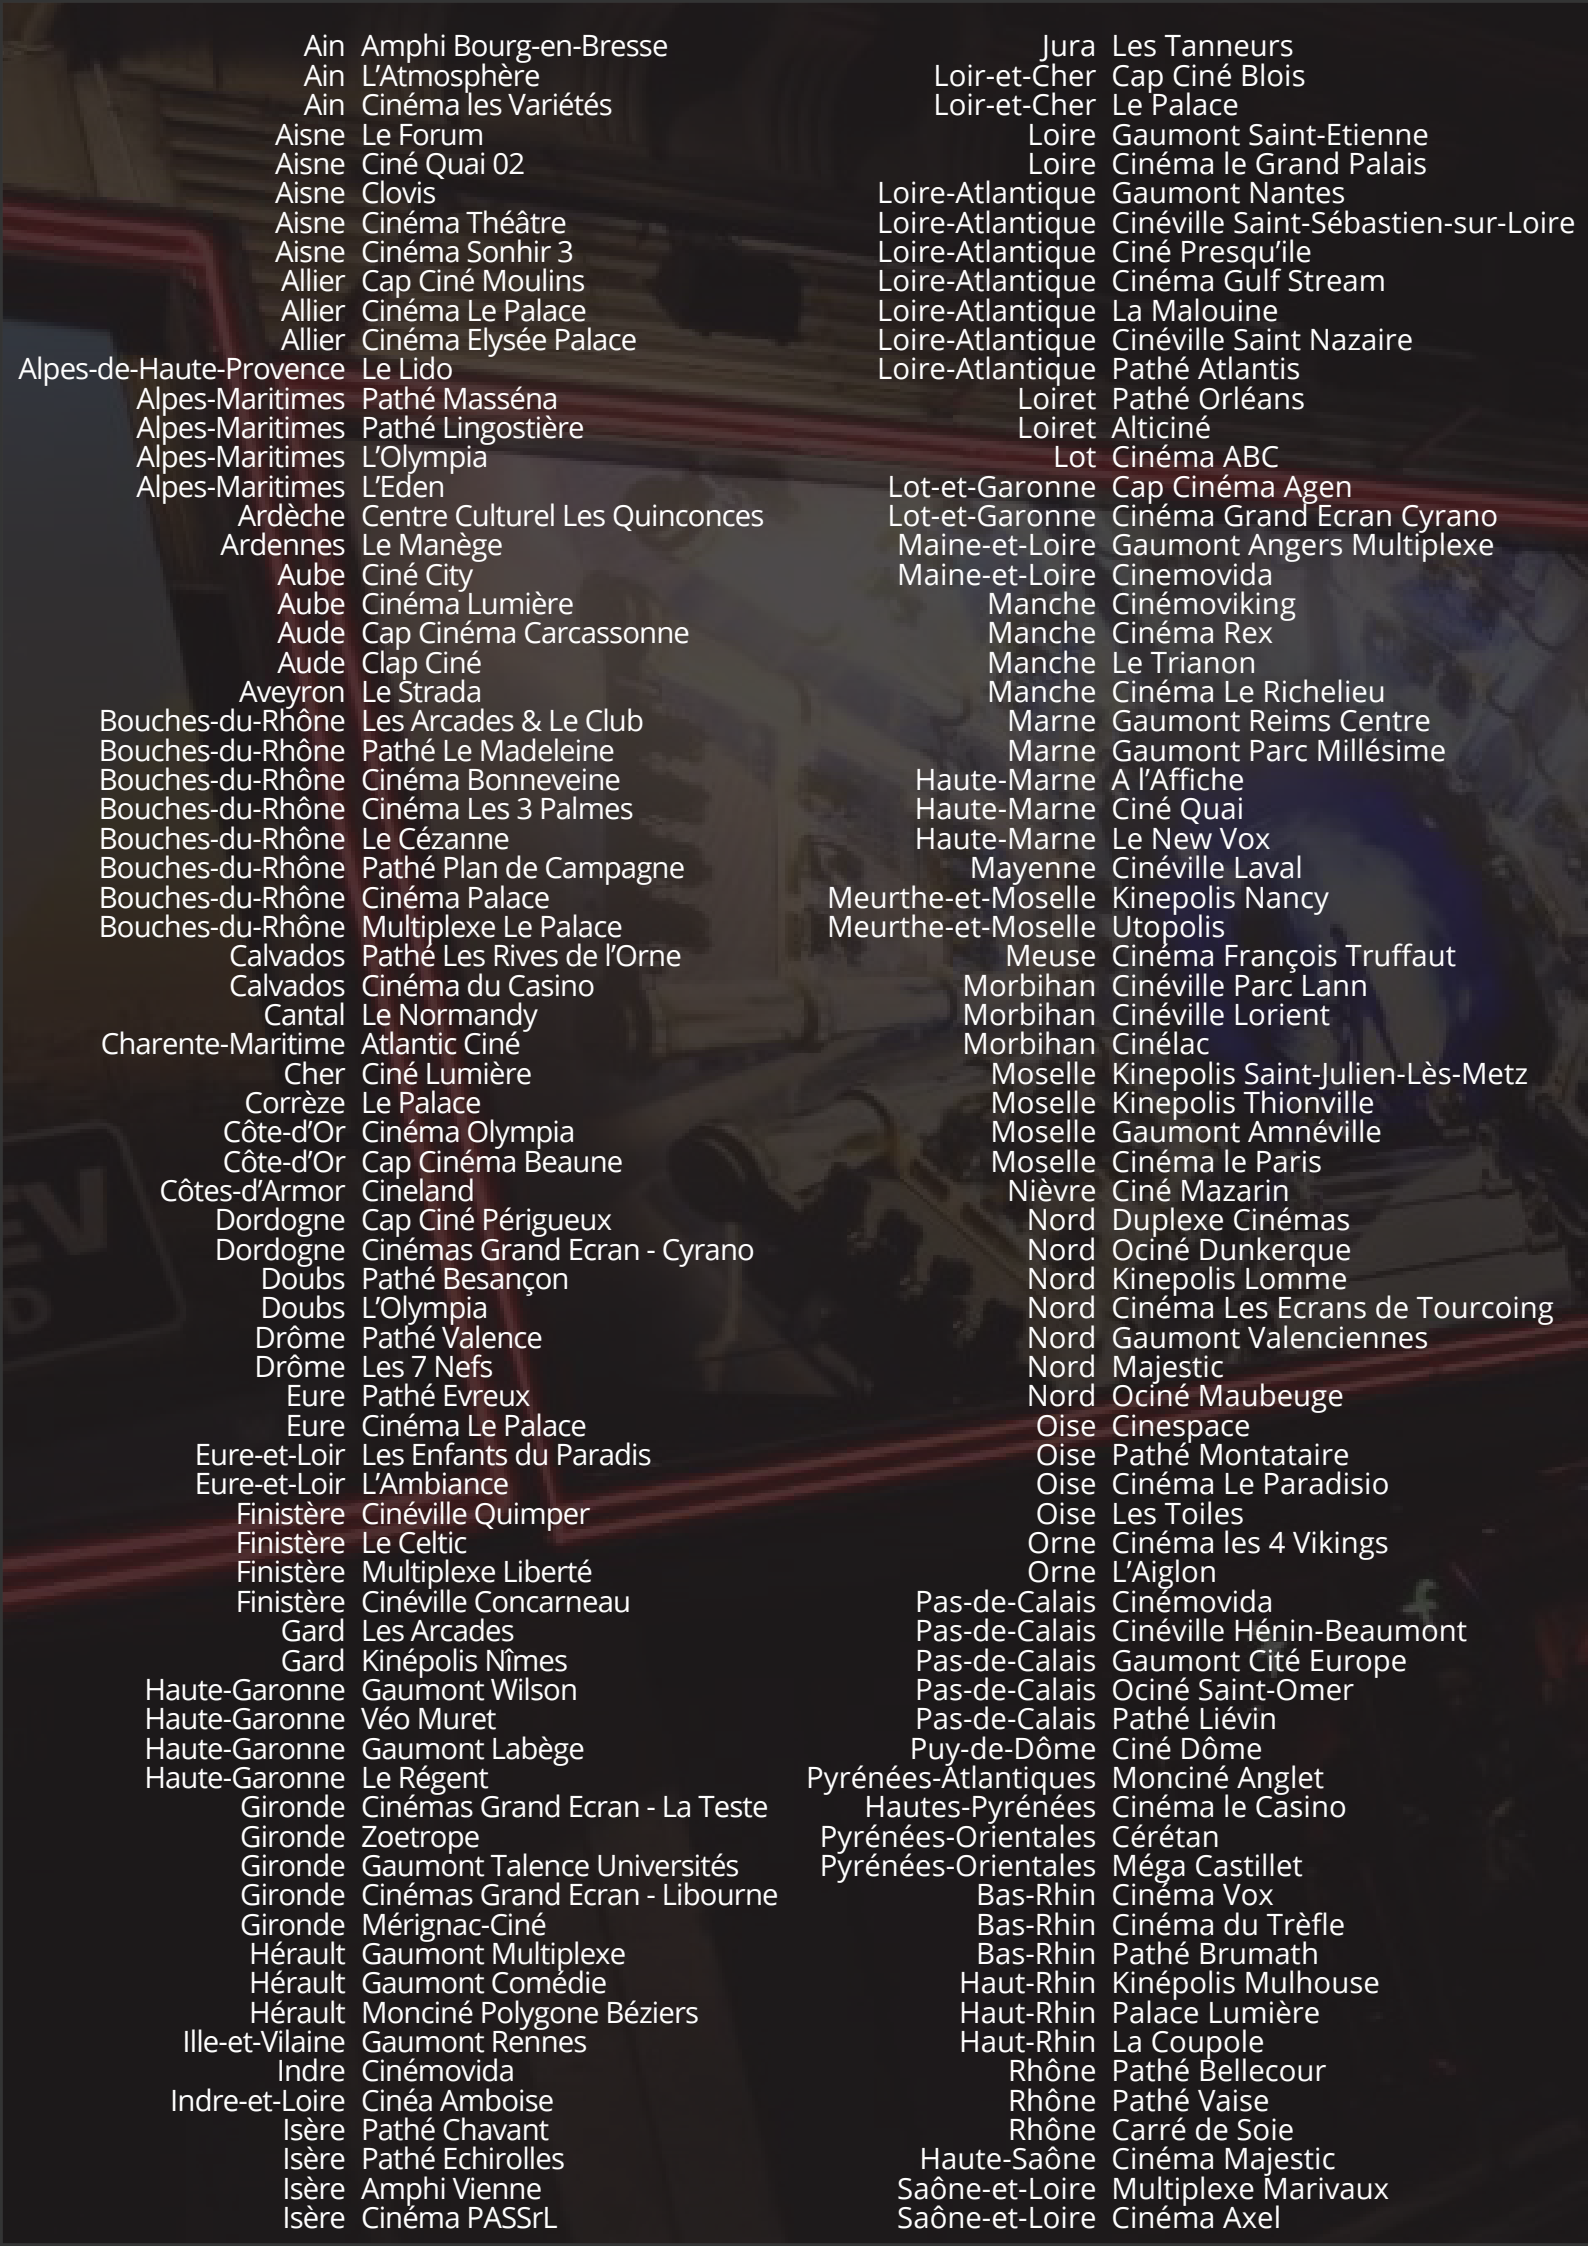 Ain Amphi Bourg-en-Bresse
Ain L’Atmosphère
Ain Cinéma les Variétés
Aisne Le Forum
Aisne Ciné Quai 02
Aisne Clovis
Aisne Cinéma Théâtre
Aisne Cinéma Sonhir 3
Allier Cap Ciné Moulins
Allier Cinéma Le Palace
Allier Cinéma Elysée Palace
Alpes-de-Haute-Provence Le Lido
Alpes-Maritimes Pathé Masséna
Alpes-Maritimes Pathé Lingostière
Alpes-Maritimes L’Olympia
Alpes-Maritimes L’Eden
Ardèche Centre Culturel Les Quinconces
Ardennes Le Manège
Aube Ciné City
Aube Cinéma Lumière
Aude Cap Cinéma Carcassonne
Aude Clap Ciné
Aveyron Le Strada
Bouches-du-Rhône Les Arcades & Le Club
Bouches-du-Rhône Pathé Le Madeleine
Bouches-du-Rhône Cinéma Bonneveine
Bouches-du-Rhône Cinéma Les 3 Palmes
Bouches-du-Rhône Le Cézanne
Bouches-du-Rhône Pathé Plan de Campagne
Bouches-du-Rhône Cinéma Palace
Bouches-du-Rhône Multiplexe Le Palace
Calvados Pathé Les Rives de l’Orne
Calvados Cinéma du Casino
Cantal Le Normandy
Charente-Maritime Atlantic Ciné
Cher Ciné Lumière
Corrèze Le Palace
Côte-d’Or Cinéma Olympia
Côte-d’Or Cap Cinéma Beaune
Côtes-d’Armor Cineland
Dordogne Cap Ciné Périgueux
Dordogne Cinémas Grand Ecran - Cyrano
Doubs Pathé Besançon
Doubs L’Olympia
Drôme Pathé Valence
Drôme Les 7 Nefs
Eure Pathé Evreux
Eure Cinéma Le Palace
Eure-et-Loir Les Enfants du Paradis
Eure-et-Loir L’Ambiance
Finistère Cinéville Quimper
Finistère Le Celtic
Finistère Multiplexe Liberté
Finistère Cinéville Concarneau
Gard Les Arcades
Gard Kinépolis Nîmes
Haute-Garonne Gaumont Wilson
Haute-Garonne Véo Muret
Haute-Garonne Gaumont Labège
Haute-Garonne Le Régent
Gironde Cinémas Grand Ecran - La Teste
Gironde Zoetrope
Gironde Gaumont Talence Universités
Gironde Cinémas Grand Ecran - Libourne
Gironde Mérignac-Ciné
Hérault Gaumont Multiplexe
Hérault Gaumont Comédie
Hérault Monciné Polygone Béziers
Ille-et-Vilaine Gaumont Rennes
Indre Cinémovida
Indre-et-Loire Cinéa Amboise
Isère Pathé Chavant
Isère Pathé Echirolles
Isère Amphi Vienne
Isère Cinéma PASSrL
Jura Les Tanneurs
Loir-et-Cher Cap Ciné Blois
Loir-et-Cher Le Palace
Loire Gaumont Saint-Etienne
Loire Cinéma le Grand Palais
Loire-Atlantique Gaumont Nantes
Loire-Atlantique Cinéville Saint-Sébastien-sur-Loire
Loire-Atlantique Ciné Presqu’ile
Loire-Atlantique Cinéma Gulf Stream
Loire-Atlantique La Malouine
Loire-Atlantique Cinéville Saint Nazaire
Loire-Atlantique Pathé Atlantis
Loiret Pathé Orléans
Loiret Alticiné
Lot Cinéma ABC
Lot-et-Garonne Cap Cinéma Agen
Lot-et-Garonne Cinéma Grand Ecran Cyrano
Maine-et-Loire Gaumont Angers Multiplexe
Maine-et-Loire Cinemovida
Manche Cinémoviking
Manche Cinéma Rex
Manche Le Trianon
Manche Cinéma Le Richelieu
Marne Gaumont Reims Centre
Marne Gaumont Parc Millésime
Haute-Marne A l’Affiche
Haute-Marne Ciné Quai
Haute-Marne Le New Vox
Mayenne Cinéville Laval
Meurthe-et-Moselle Kinepolis Nancy
Meurthe-et-Moselle Utopolis
Meuse Cinéma François Truffaut
Morbihan Cinéville Parc Lann
Morbihan Cinéville Lorient
Morbihan Cinélac
Moselle Kinepolis Saint-Julien-Lès-Metz
Moselle Kinepolis Thionville
Moselle Gaumont Amnéville
Moselle Cinéma le Paris
Nièvre Ciné Mazarin
Nord Duplexe Cinémas
Nord Ociné Dunkerque
Nord Kinepolis Lomme
Nord Cinéma Les Ecrans de Tourcoing
Nord Gaumont Valenciennes
Nord Majestic
Nord Ociné Maubeuge
Oise Cinespace
Oise Pathé Montataire
Oise Cinéma Le Paradisio
Oise Les Toiles
Orne Cinéma les 4 Vikings
Orne L’Aiglon
Pas-de-Calais Cinémovida
Pas-de-Calais Cinéville Hénin-Beaumont
Pas-de-Calais Gaumont Cité Europe
Pas-de-Calais Ociné Saint-Omer
Pas-de-Calais Pathé Liévin
Puy-de-Dôme Ciné Dôme
Pyrénées-Atlantiques Monciné Anglet
Hautes-Pyrénées Cinéma le Casino
Pyrénées-Orientales Cérétan
Pyrénées-Orientales Méga Castillet
Bas-Rhin Cinéma Vox
Bas-Rhin Cinéma du Trèfle
Bas-Rhin Pathé Brumath
Haut-Rhin Kinépolis Mulhouse
Haut-Rhin Palace Lumière
Haut-Rhin La Coupole
Rhône Pathé Bellecour
Rhône Pathé Vaise
Rhône Carré de Soie
Haute-Saône Cinéma Majestic
Saône-et-Loire Multiplexe Marivaux
Saône-et-Loire Cinéma Axel